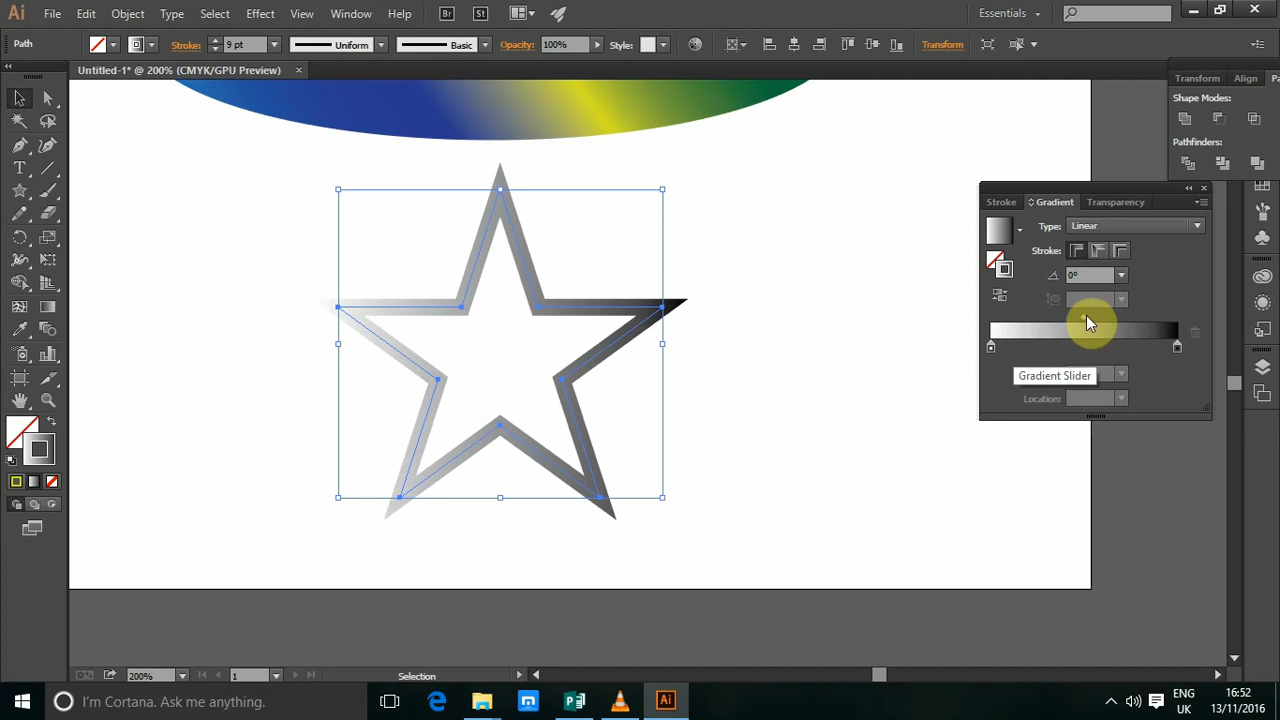 Ai File Edit Object Type Select Effect View Window Help Br St Essentials
Path Stroke: 9 pt Uniform Basic Opacity: 100% Style: Transform
Untitled-1* @ 200% (CMYK/GPU Preview) ×
Transform Align Pa
Shape Modes:
Pathfinders:
Stroke Gradient Transparency
Type: Linear
Stroke:
0°
Gradient Slider
Location:
200% 1 Selection
I'm Cortana. Ask me anything. Ai ENG UK 16:52 13/11/2016